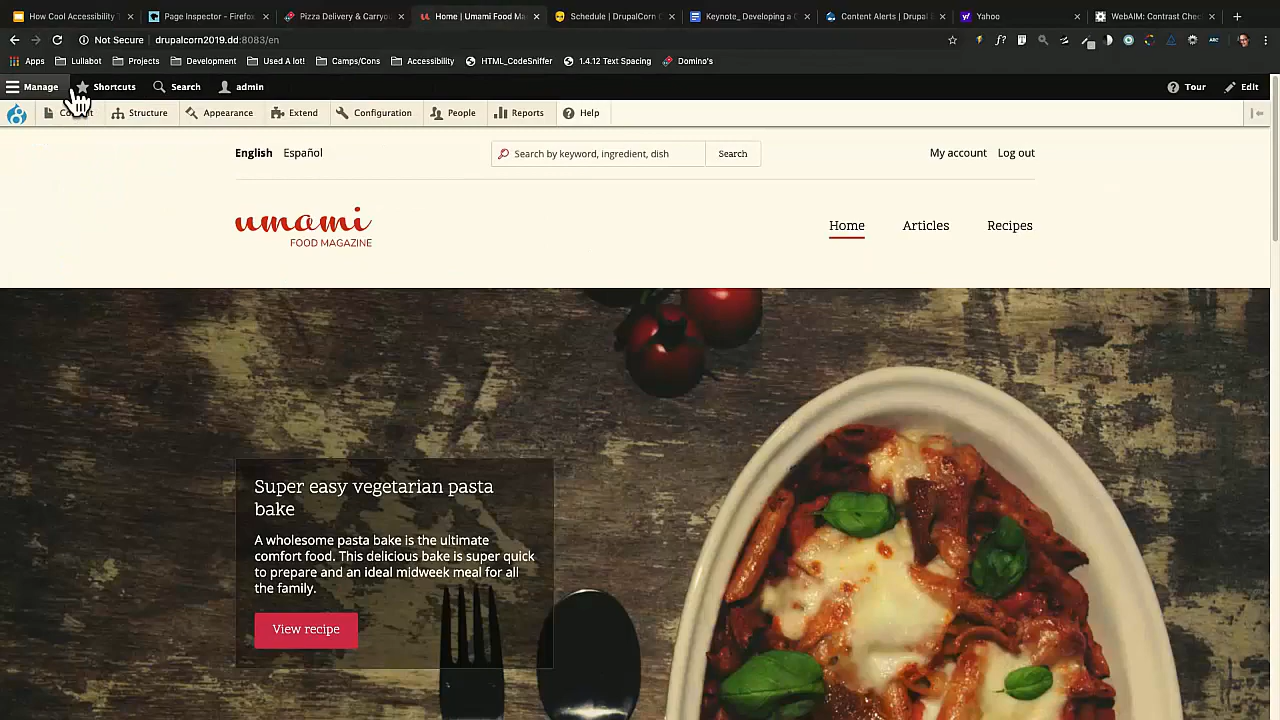 How Cool Accessibility
Page Inspector - Firefox
Pizza Delivery & Carryou
Home | Umami Food Ma
Schedule | DrupalCorn
Keynote_ Developing a
Content Alerts | Drupal
Yahoo
WebAIM: Contrast Che
Not Secure | drupalcorn2019.dd:8083/en
Apps
Lullabot
Projects
Development
Used A lot!
Camps/Cons
Accessibility
HTML_CodeSniffer
1.4.12 Text Spacing
Domino's
Manage
Shortcuts
Search
admin
Tour
Edit
Structure
Appearance
Extend
Configuration
People
Reports
Help
English Español
Search by keyword, ingredient, dish
Search
My account Log out
umami
FOOD MAGAZINE
Home
Articles
Recipes
Super easy vegetarian pasta
bake
A wholesome pasta bake is the ultimate
comfort food. This delicious bake is super quick
to prepare and an ideal midweek meal for all
the family.
View recipe